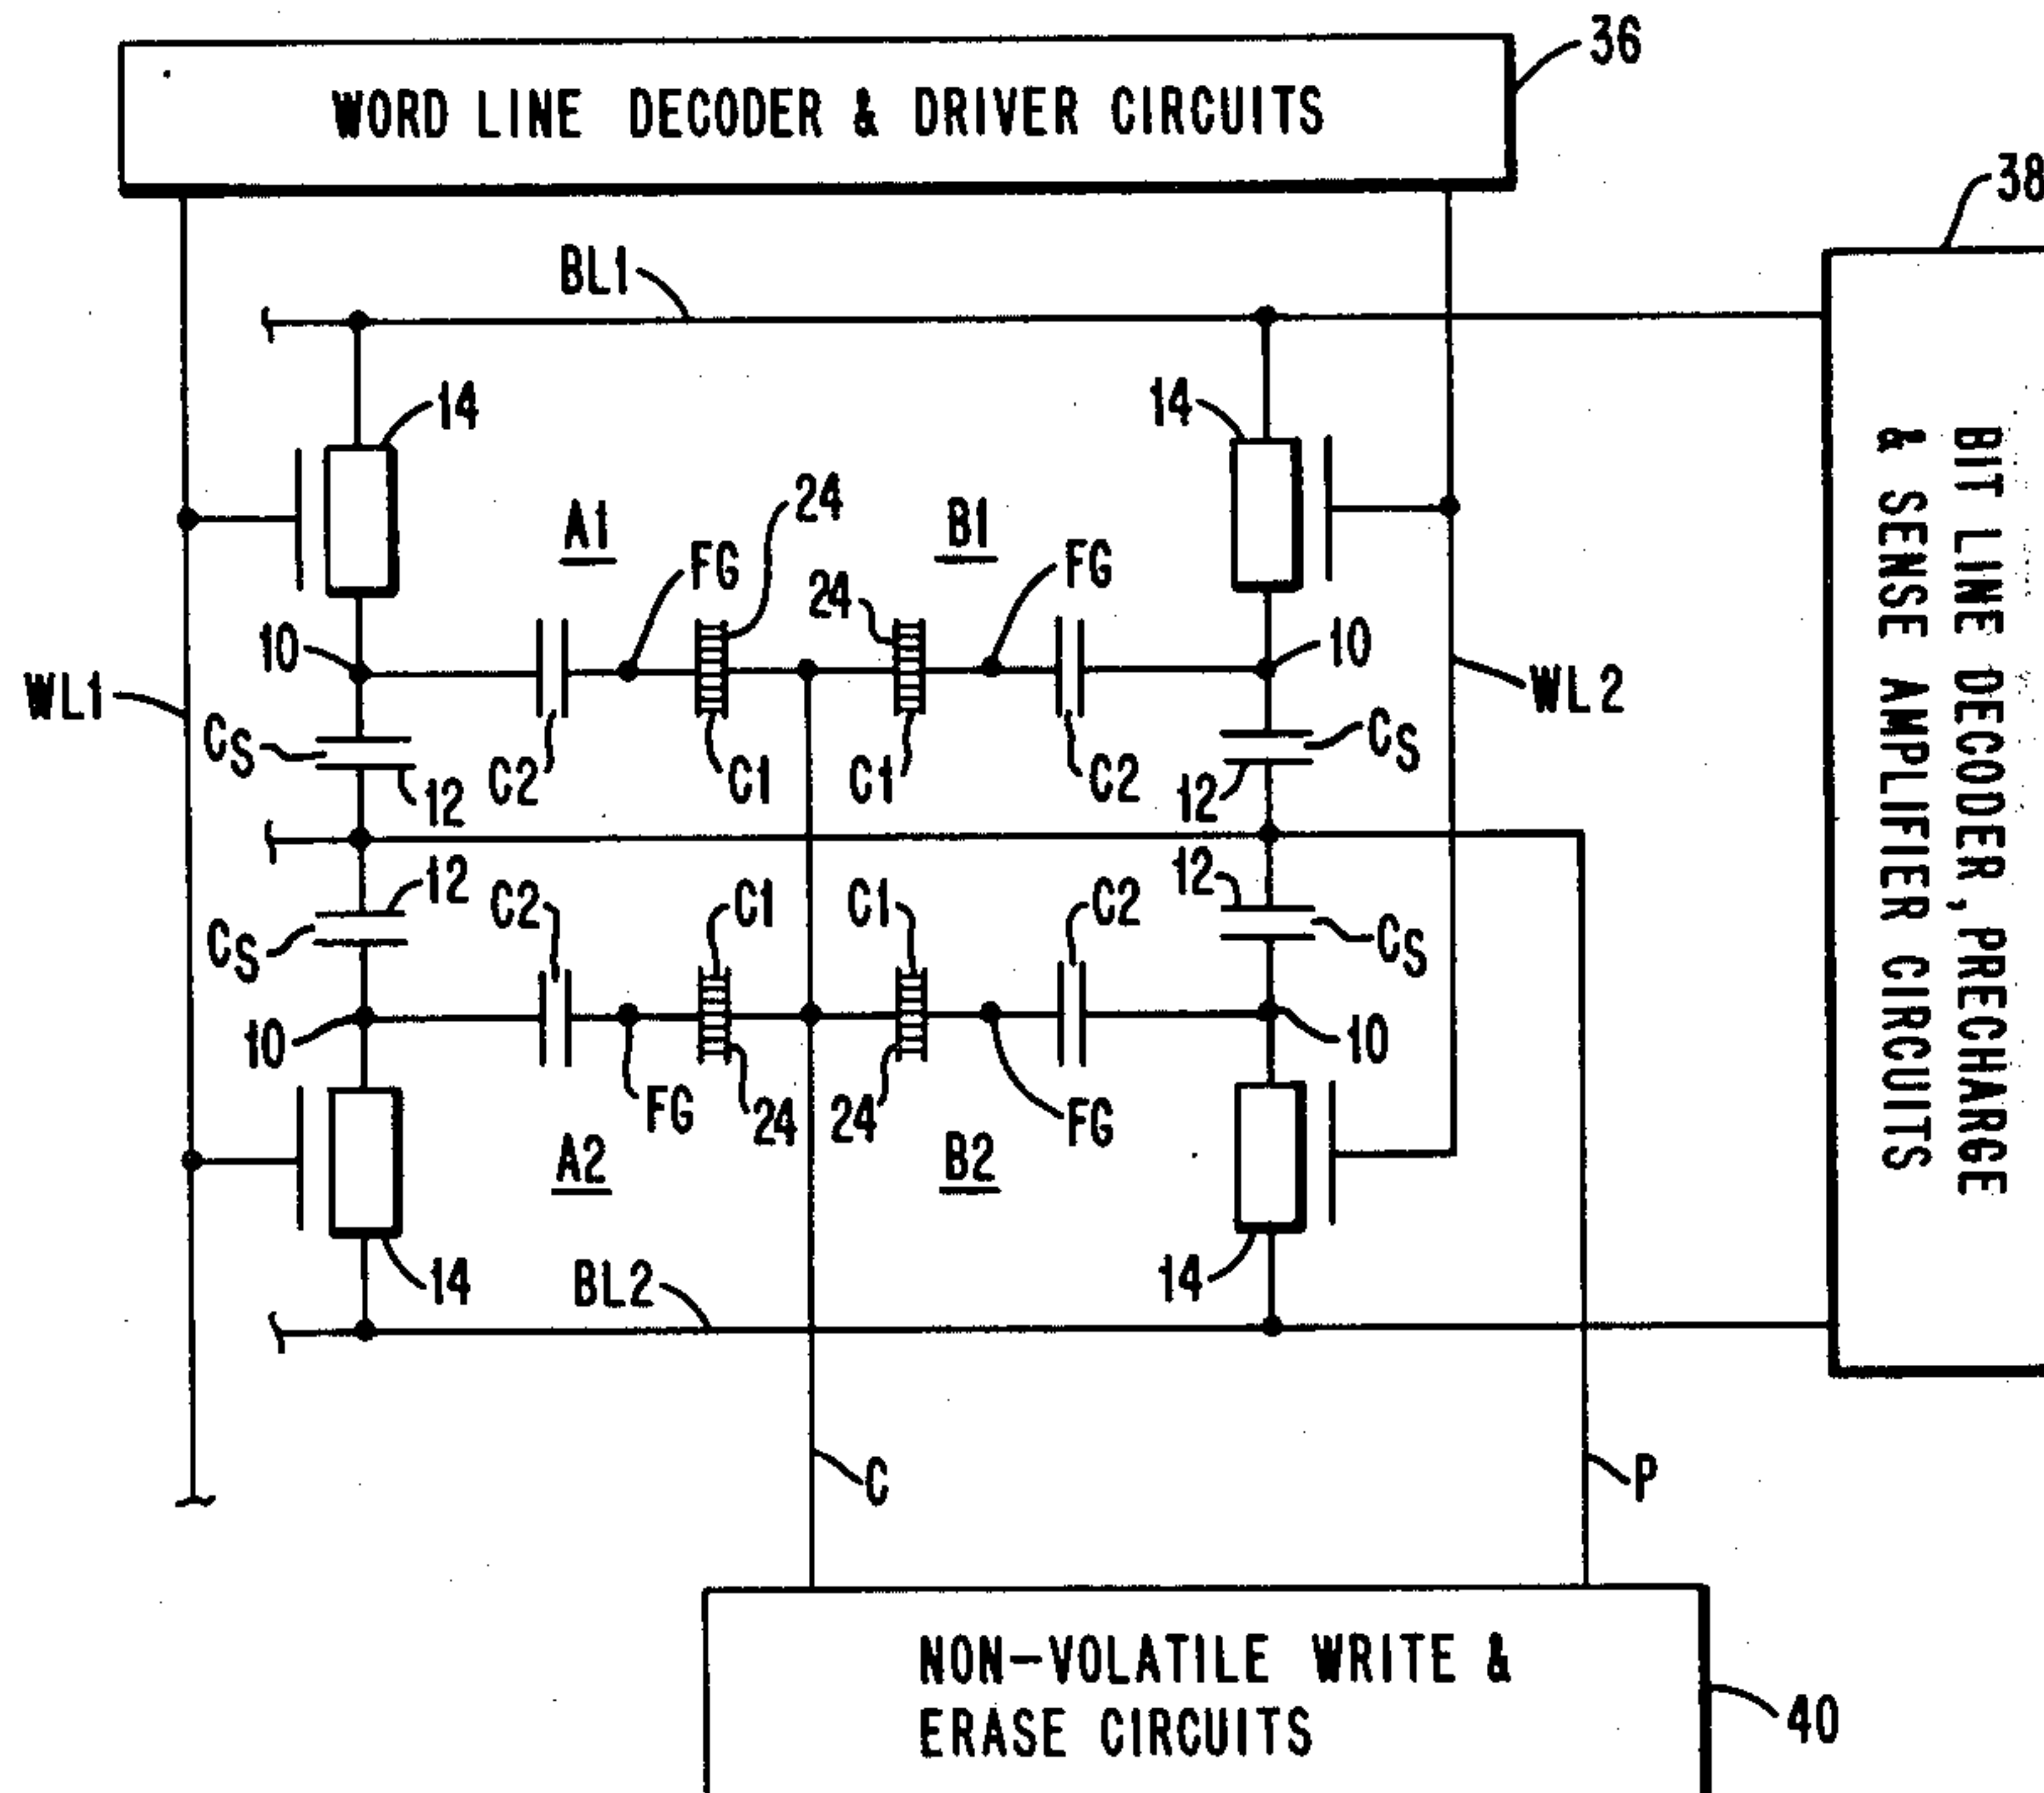 36
WORD LINE DECODER & DRIVER CIRCUITS
38
BL1
14
14
24
A1
B1
FG
FG
24
10
10
WL1
WL2
CS
C2
C1
C1
C2
CS
12
12
12
12
C2
C1
C1
C2
CS
CS
10
10
FG
24
24
FG
A2
B2
14
BL2
14
BIT LINE DECODER, PRECHARGE
& SENSE AMPLIFIER CIRCUITS
C
P
NON-VOLATILE WRITE &
ERASE CIRCUITS
40